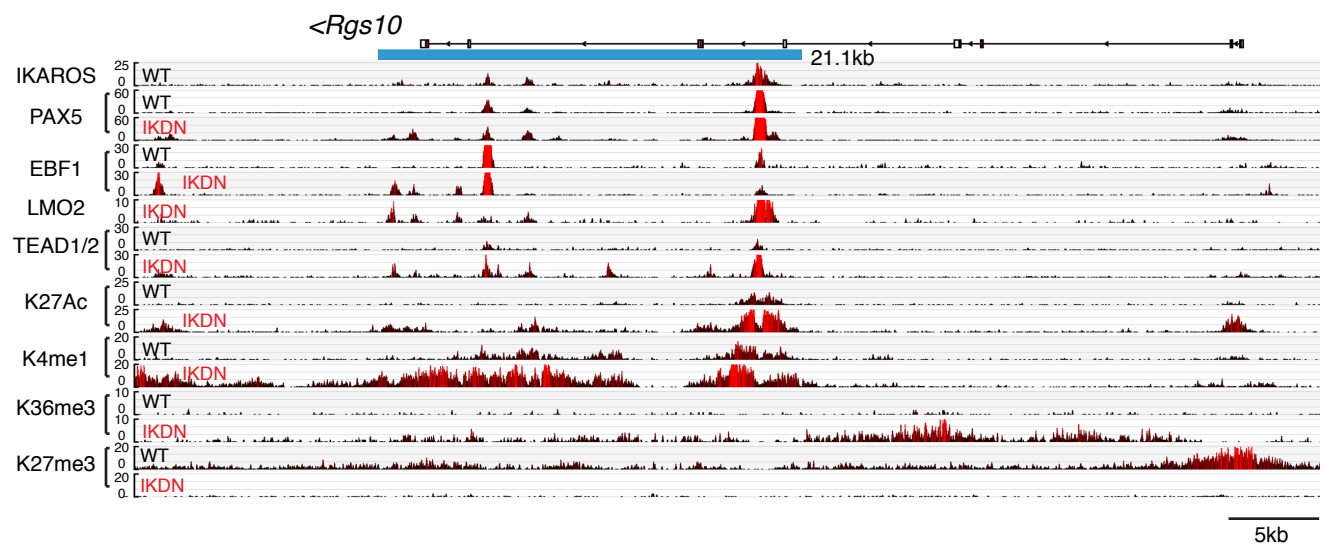 <Rgs10
21.1kb
IKAROS
25
0
WT
PAX5
60
0
WT
60
0
IKDN
EBF1
30
0
WT
30
0
IKDN
LMO2
10
0
IKDN
TEAD1/2
30
0
WT
30
0
IKDN
K27Ac
25
0
WT
25
0
IKDN
K4me1
20
0
WT
20
0
IKDN
K36me3
10
0
WT
10
0
IKDN
K27me3
20
0
WT
20
0
IKDN
5kb